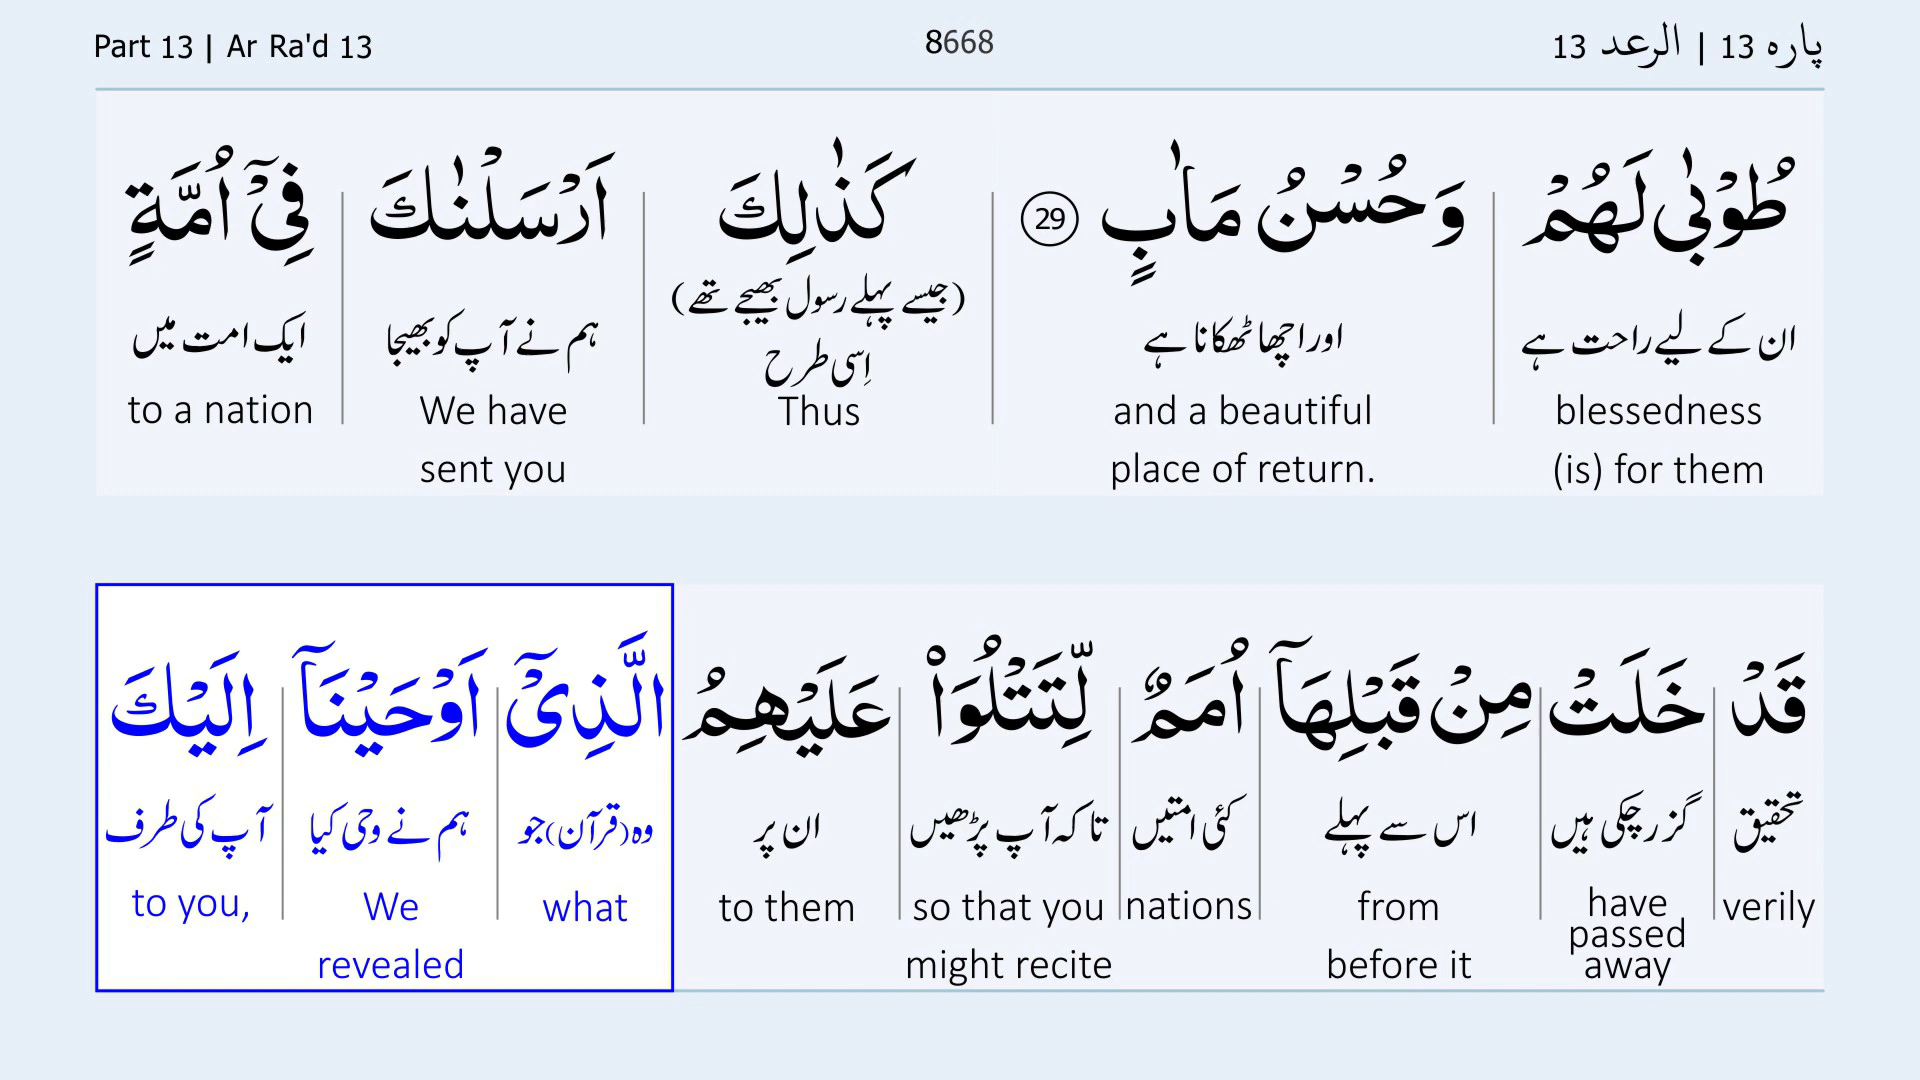 Part 13 | Ar Ra'd 13 8668 پارہ 13 | الرعد 13
طُوْبٰى لَهُمْ وَحُسْنُ مَاٰبٍ 29 كَذٰلِكَ اَرْسَلْنٰكَ فِيْٓ اُمَّةٍ
ان کے لیے راحت ہے اور اچھا ٹھکانا ہے (جیسے پہلے رسول بھیجے تھے) اِسی طرح ہم نے آپ کو بھیجا ایک امت میں
blessedness (is) for them and a beautiful place of return. Thus We have sent you to a nation
قَدْ خَلَتْ مِنْ قَبْلِهَآ اُمَمٌ لِّتَتْلُوَا۟ عَلَيْهِمُ الَّذِيْٓ اَوْحَيْنَآ اِلَيْكَ
تحقیق گزر چکی ہیں اس سے پہلے کئی امتیں تاکہ آپ پڑھیں ان پر وہ (قرآن) جو ہم نے وحی کیا آپ کی طرف
verily have passed away from before it nations so that you might recite to them what We revealed to you,